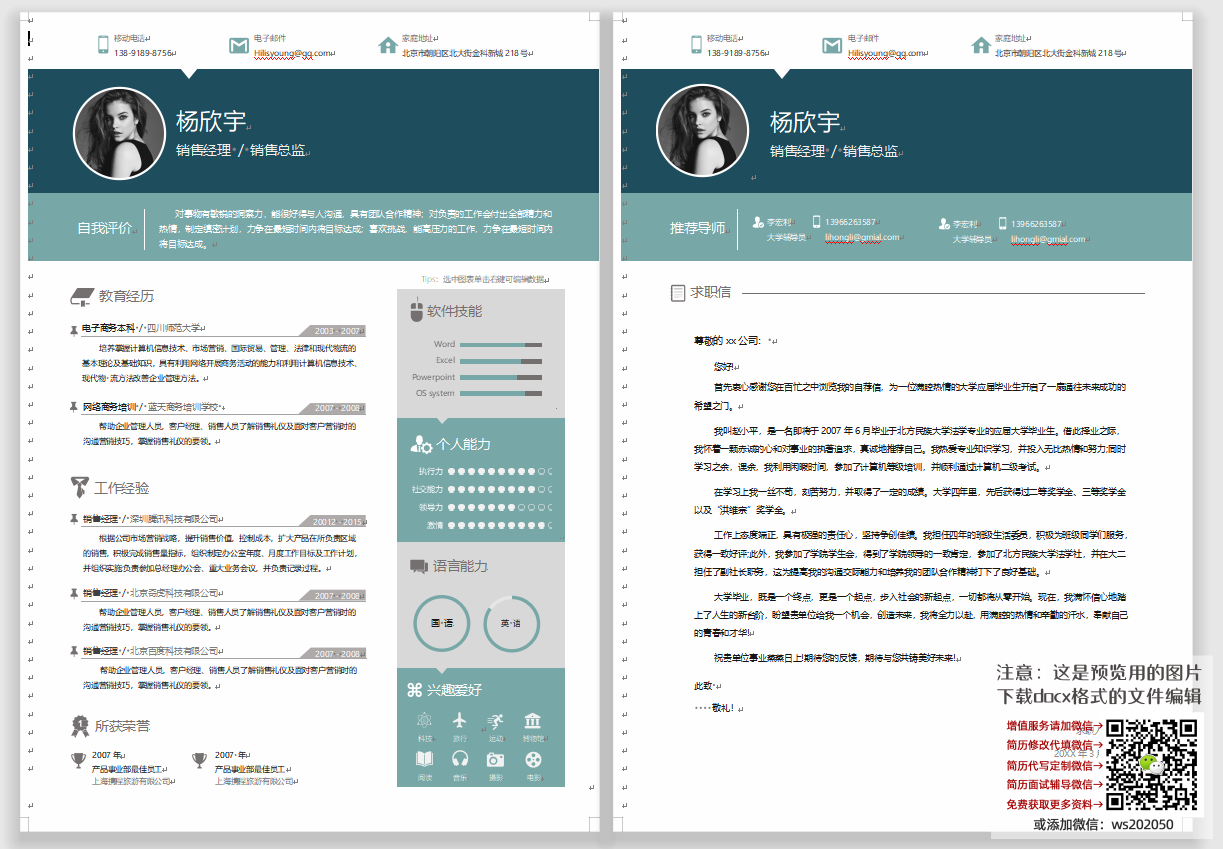 移动电话
138-9189-8756
电子邮件
Hilisyoung@qq.com
家庭地址
北京市朝阳区北大街金科新城 218 号
杨欣宇
销售经理 / 销售总监
自我评价
对事物有敏锐的洞察力、能很好得与人沟通，具有团队合作精神；对负责的工作会付出全部精力和
热情，制定缜密计划，力争在最短时间内将目标达成；喜欢挑战，能高压力的工作，力争在最短时间内
将目标达成。
Tips：选中图表单击右键可编辑数据
教育经历
电子商务本科 / 四川师范大学
2003 - 2007
培养掌握计算机信息技术、市场营销、国际贸易、管理、法律和现代物流的
基本理论及基础知识，具有利用网络开展商务活动的能力和利用计算机信息技术、
现代物 流方法改善企业管理方法。
网络商务培训 / 蓝天商务培训学校
2007 - 2008
帮助企业管理人员，客户经理、销售人员了解销售礼仪及面对客户营销时的
沟通营销技巧，掌握销售礼仪的要领。
工作经验
销售经理 / 深圳腾讯科技有限公司
20012 - 2015
根据公司市场营销战略，提升销售价值，控制成本，扩大产品在所负责区域
的销售，积极完成销售量指标，组织制定办公室年度、月度工作目标及工作计划，
并组织实施负责参加总经理办公会、重大业务会议，并负责记录过程。
销售经理 / 北京奇虎科技有限公司
2007 - 2008
帮助企业管理人员，客户经理、销售人员了解销售礼仪及面对客户营销时的
沟通营销技巧，掌握销售礼仪的要领。
销售经理 / 北京百度科技有限公司
2007 - 2008
帮助企业管理人员，客户经理、销售人员了解销售礼仪及面对客户营销时的
沟通营销技巧，掌握销售礼仪的要领。
所获荣誉
1
2007 年
产品事业部最佳员工
上海携程旅游有限公司
2007 年
产品事业部最佳员工
上海携程旅游有限公司
软件技能
Word
Excel
Powerpoint
OS system
个人能力
执行力
社交能力
领导力
激情
语言能力
国 语
英 语
兴趣爱好
科技
旅行
运动
博物馆
阅读
音乐
摄影
电影
移动电话
138-9189-8756
电子邮件
Hilisyoung@qq.com
家庭地址
北京市朝阳区北大街金科新城 218 号
杨欣宇
销售经理 / 销售总监
推荐导师
李宏利
大学辅导员
13966263587
lihongli@gmial.com
李宏利
大学辅导员
13966263587
lihongli@gmial.com
求职信
尊敬的 xx 公司：
您好!
首先衷心感谢您在百忙之中浏览我的自荐信，为一位满腔热情的大学应届毕业生开启了一扇通往未来成功的
希望之门。
我叫赵小平，是一名即将于 2007 年 6 月毕业于北方民族大学法学专业的应届大学毕业生。借此择业之际，
我怀着一颗赤诚的心和对事业的执著追求，真诚地推荐自己。我热爱专业知识学习，并投入无比热情和努力;同时
学习之余，课余，我利用闲暇时间，参加了计算机等级培训，并顺利通过计算机二级考试。
在学习上我一丝不苟，刻苦努力，并取得了一定的成绩。大学四年里，先后获得过二等奖学金、三等奖学金
以及 “洪维宗” 奖学金。
工作上态度端正，具有极强的责任心，坚持争创佳绩。我担任四年的班级生活委员，积极为班级同学们服务，
获得一致好评;此外，我参加了学院学生会，得到了学院领导的一致肯定，参加了北方民族大学法学社，并在大二
担任了副社长职务，这为提高我的沟通交际能力和培养我的团队合作精神打下了良好基础。
大学毕业，既是一个终点，更是一个起点，步入社会的新起点，一切都将从零开始。现在，我满怀信心地踏
上了人生的新台阶，盼望贵单位给我一个机会，创造未来，我将全力以赴，用满腔的热情和辛勤的汗水，奉献自己
的青春和才华!
祝贵单位事业蒸蒸日上!期待您的反馈，期待与您共铸美好未来!
此致
敬礼！
20XX 年 3
注意：这是预览用的图片
下载docx格式的文件编辑
增值服务请加微信→
简历修改代填微信→
简历代写定制微信→
简历面试辅导微信→
免费获取更多资料→
或添加微信：ws202050